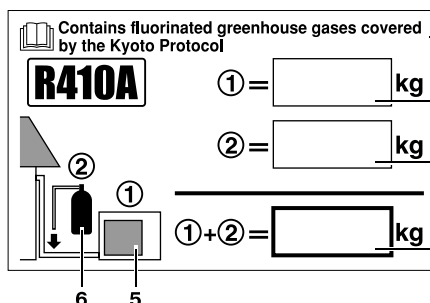 Contains fluorinated greenhouse gases covered
by the Kyoto Protocol
R410A
① = kg
② = kg
② ①
①+② = kg
6 5